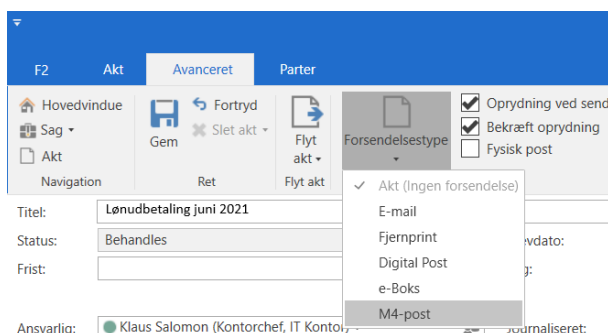 F2 Akt Avanceret Parter
Hovedvindue
Sag
Akt
Navigation
Gem
Fortryd
Slet akt
Ret
Flyt
akt
Flyt akt
Forsendelsestype
Oprydning ved send
Bekræft oprydning
Fysisk post
Akt (Ingen forsendelse)
E-mail
Fjernprint
Digital Post
e-Boks
M4-post
Titel: Lønudbetaling juni 2021
Status: Behandles
evdato:
Frist:
g:
Ansvarlig: Klaus Salomon (Kontorchef, IT Kontor)
Journaliseret: